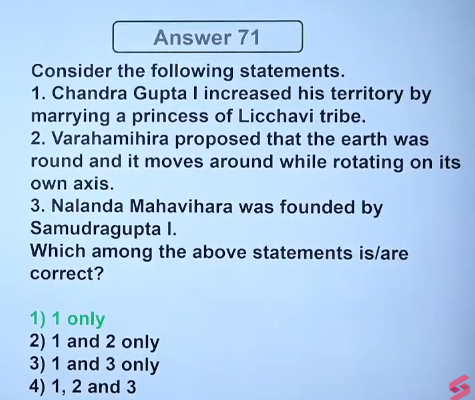 Answer 71
Consider the following statements.
1. Chandra Gupta I increased his territory by
marrying a princess of Licchavi tribe.
2. Varahamihira proposed that the earth was
round and it moves around while rotating on its
own axis.
3. Nalanda Mahavihara was founded by
Samudragupta I.
Which among the above statements is/are
correct?
1) 1 only
2) 1 and 2 only
3) 1 and 3 only
4) 1, 2 and 3